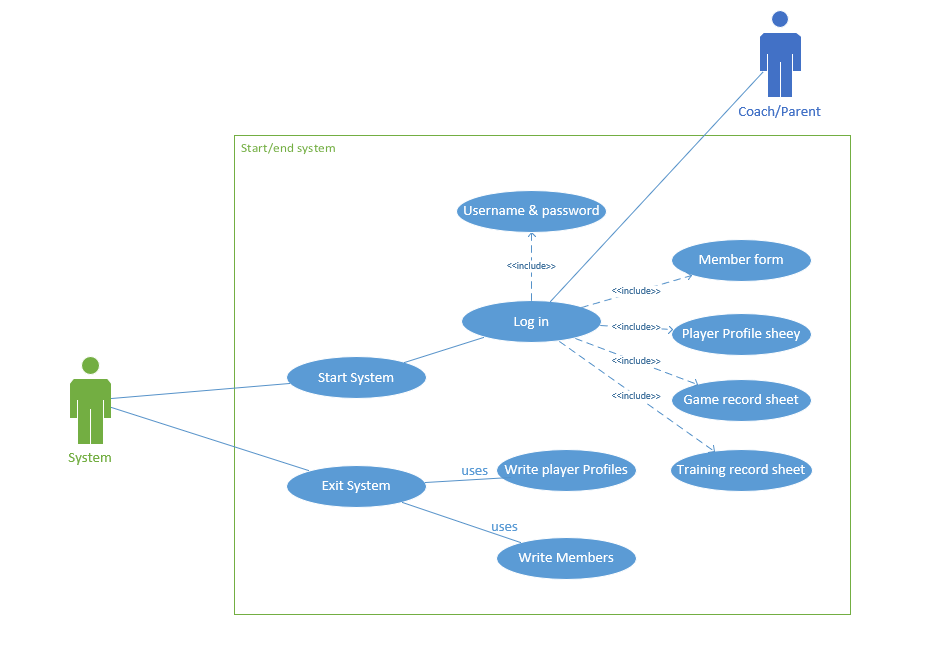 Coach/Parent
Start/end system
Username & password
<<include>>
Member form
<<include>>
Log in
<<include>>
Player Profile sheey
<<include>>
Start System
<<include>>
Game record sheet
System
uses
Write player Profiles
Training record sheet
Exit System
uses
Write Members